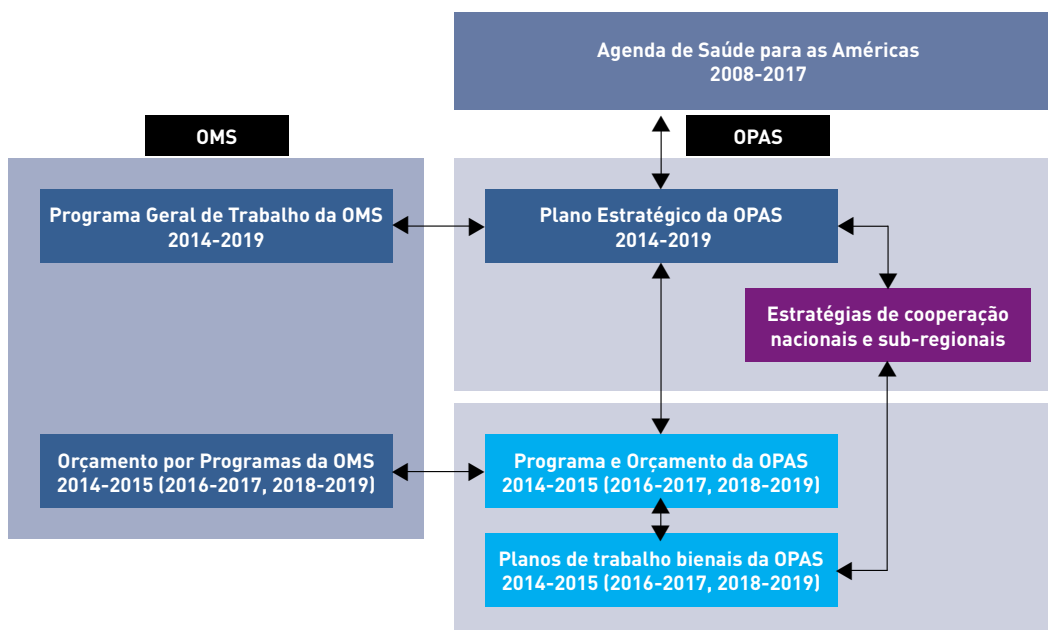 Agenda de Saúde para as Américas
2008-2017
OMS
OPAS
Programa Geral de Trabalho da OMS
2014-2019
Plano Estratégico da OPAS
2014-2019
Estratégias de cooperação
nacionais e sub-regionais
Orçamento por Programas da OMS
2014-2015 (2016-2017, 2018-2019)
Programa e Orçamento da OPAS
2014-2015 (2016-2017, 2018-2019)
Planos de trabalho bienais da OPAS
2014-2015 (2016-2017, 2018-2019)